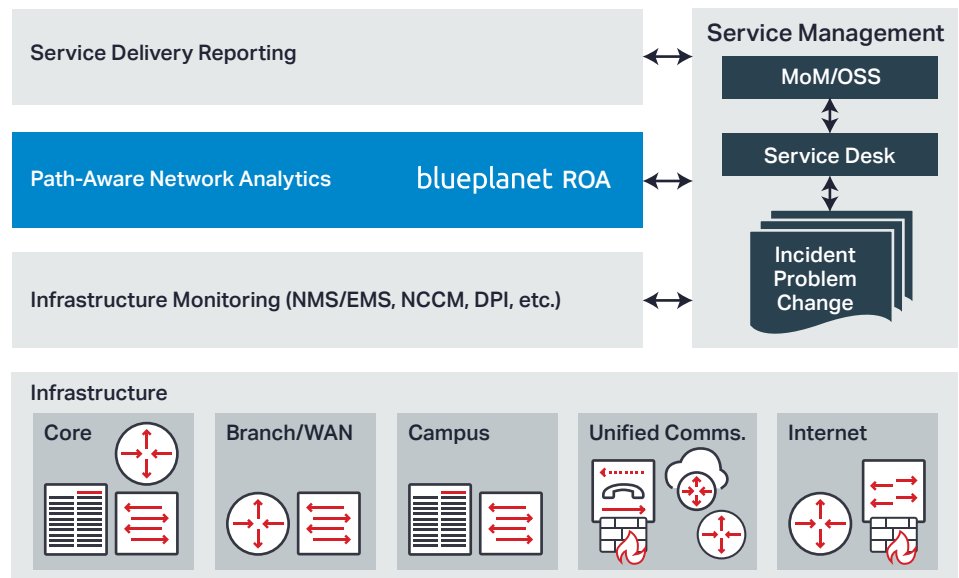 Service Delivery Reporting
Path-Aware Network Analytics
blueplanet ROA
Infrastructure Monitoring (NMS/EMS, NCCM, DPI, etc.)
Service Management
MoM/OSS
Service Desk
Incident
Problem
Change
Infrastructure
Core
Branch/WAN
Campus
Unified Comms.
Internet